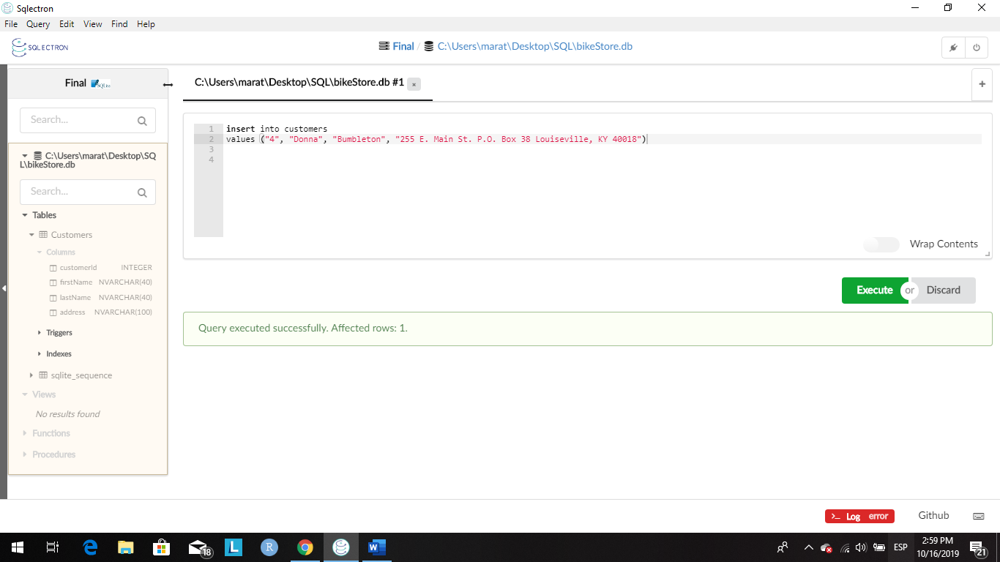 Sqlectron
File Query Edit View Find Help
SQLECTRON
Final / C:\Users\marat\Desktop\SQL\bikeStore.db
Final SQLite
C:\Users\marat\Desktop\SQL\bikeStore.db #1 ×
+
Search...
C:\Users\marat\Desktop\SQ
L\bikeStore.db
Search...
Tables
Customers
Columns
customerId INTEGER
firstName NVARCHAR(40)
lastName NVARCHAR(40)
address NVARCHAR(100)
Triggers
Indexes
sqlite_sequence
Views
No results found
Functions
Procedures
1 insert into customers
2 values ("4", "Donna", "Bumbleton", "255 E. Main St. P.O. Box 38 Louiseville, KY 40018")
3
4
Wrap Contents
Execute or Discard
Query executed successfully. Affected rows: 1.
>_ Log error Github
18
L
R
W
ESP
2:59 PM
10/16/2019
21